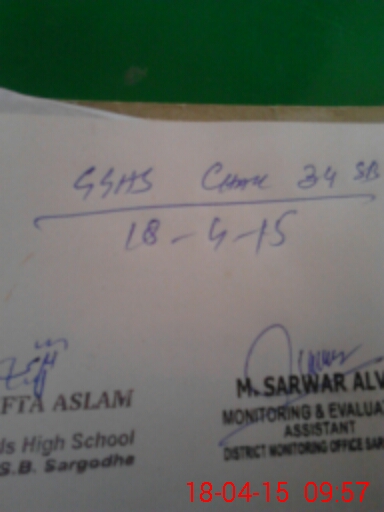 GGHS Chak 34 SB
18-4-15
FTA ASLAM
ls High School
S.B. Sargodha
M. SARWAR ALV
MONITORING & EVALUA
ASSISTANT
DISTRICT MONITORING OFFICE SAR
18-04-15 09:57